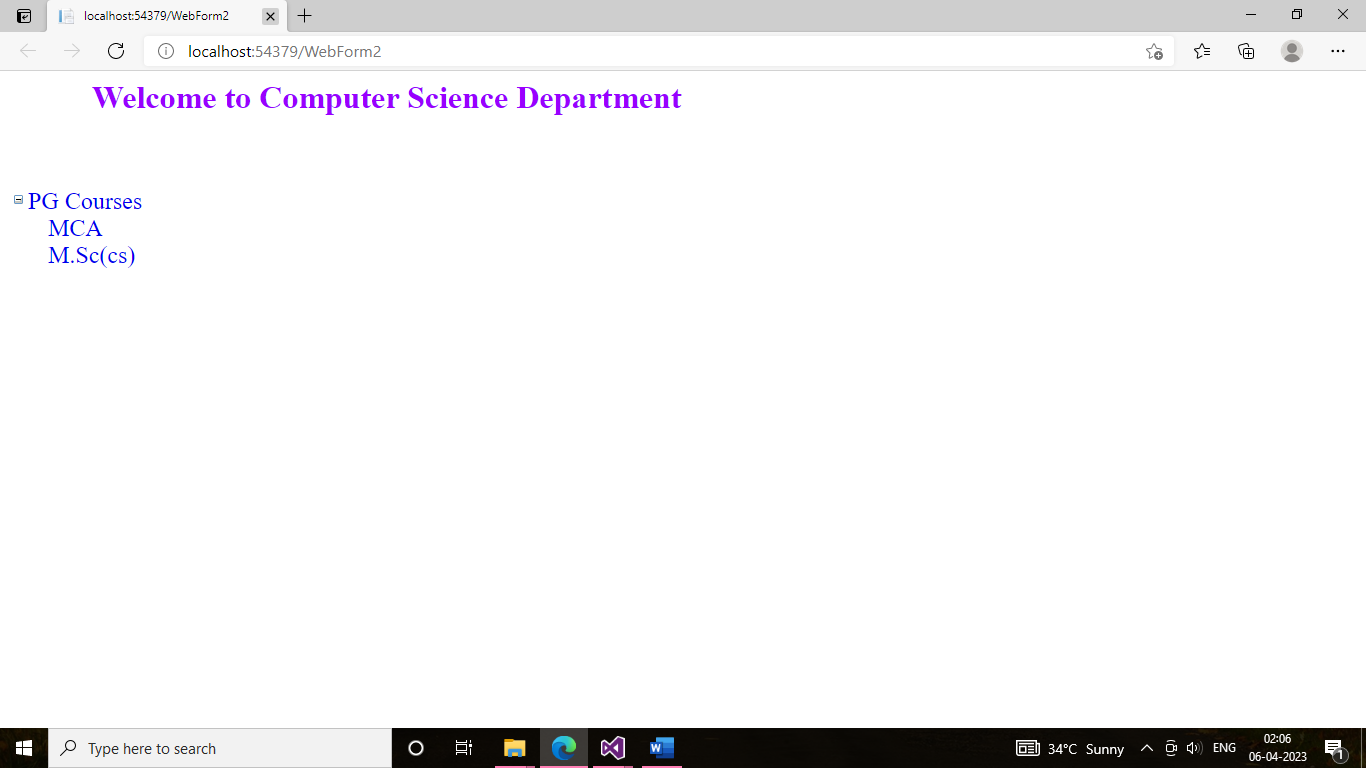 localhost:54379/WebForm2
localhost:54379/WebForm2
Welcome to Computer Science Department
PG Courses
MCA
M.Sc(cs)
Type here to search
34°C Sunny
ENG
02:06
06-04-2023
1